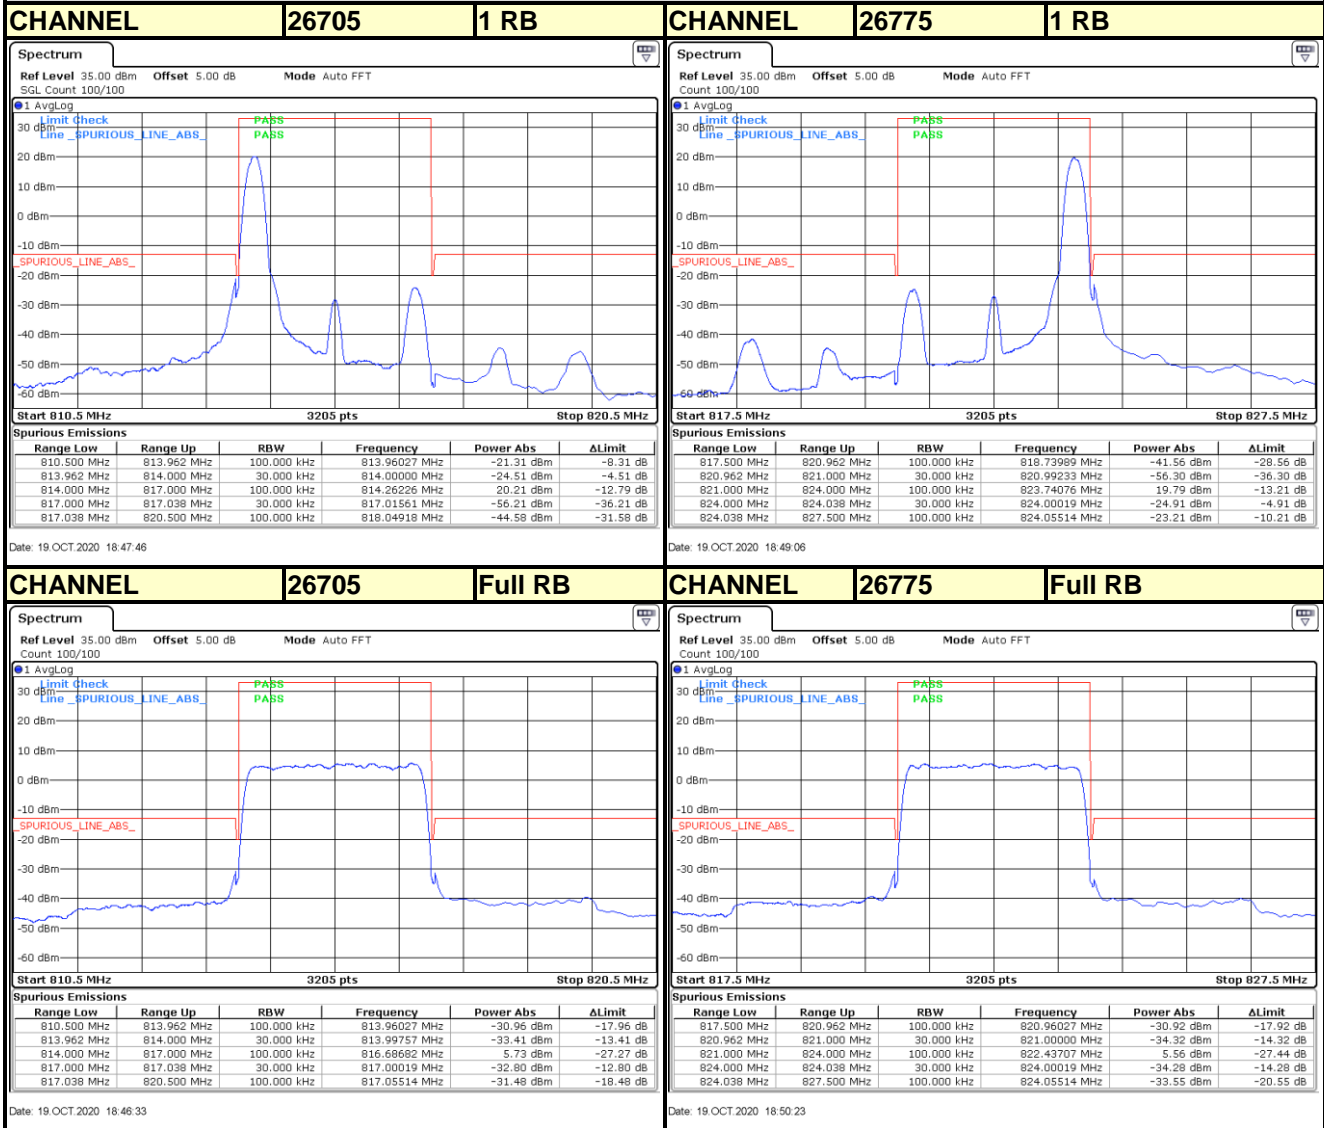 CHANNEL 26705 1 RB
Spectrum
Ref Level 35.00 dBm Offset 5.00 dB Mode Auto FFT
SGL Count 100/100
1 AvgLog
Limit Check PASS
Line _SPURIOUS_LINE_ABS_ PASS
30 dBm
20 dBm
10 dBm
0 dBm
-10 dBm
_SPURIOUS_LINE_ABS_
-20 dBm
-30 dBm
-40 dBm
-50 dBm
-60 dBm
Start 810.5 MHz 3205 pts Stop 820.5 MHz
Spurious Emissions
Range Low Range Up RBW Frequency Power Abs ΔLimit
810.500 MHz 813.962 MHz 100.000 kHz 813.96027 MHz -21.31 dBm -8.31 dB
813.962 MHz 814.000 MHz 30.000 kHz 814.00000 MHz -24.51 dBm -4.51 dB
814.000 MHz 817.000 MHz 100.000 kHz 814.26226 MHz 20.21 dBm -12.79 dB
817.000 MHz 817.038 MHz 30.000 kHz 817.01561 MHz -56.21 dBm -36.21 dB
817.038 MHz 820.500 MHz 100.000 kHz 818.04918 MHz -44.58 dBm -31.58 dB
Date: 19.OCT.2020 18:47:46
CHANNEL 26775 1 RB
Spectrum
Ref Level 35.00 dBm Offset 5.00 dB Mode Auto FFT
Count 100/100
1 AvgLog
Limit Check PASS
Line _SPURIOUS_LINE_ABS_ PASS
30 dBm
20 dBm
10 dBm
0 dBm
-10 dBm
_SPURIOUS_LINE_ABS_
-20 dBm
-30 dBm
-40 dBm
-50 dBm
-60 dBm
Start 817.5 MHz 3205 pts Stop 827.5 MHz
Spurious Emissions
Range Low Range Up RBW Frequency Power Abs ΔLimit
817.500 MHz 820.962 MHz 100.000 kHz 818.73989 MHz -41.56 dBm -28.56 dB
820.962 MHz 821.000 MHz 30.000 kHz 820.99233 MHz -56.30 dBm -36.30 dB
821.000 MHz 824.000 MHz 100.000 kHz 823.74076 MHz 19.79 dBm -13.21 dB
824.000 MHz 824.038 MHz 30.000 kHz 824.00019 MHz -24.91 dBm -4.91 dB
824.038 MHz 827.500 MHz 100.000 kHz 824.05514 MHz -23.21 dBm -10.21 dB
Date: 19.OCT.2020 18:49:06
CHANNEL 26705 Full RB
Spectrum
Ref Level 35.00 dBm Offset 5.00 dB Mode Auto FFT
Count 100/100
1 AvgLog
Limit Check PASS
Line _SPURIOUS_LINE_ABS_ PASS
30 dBm
20 dBm
10 dBm
0 dBm
-10 dBm
_SPURIOUS_LINE_ABS_
-20 dBm
-30 dBm
-40 dBm
-50 dBm
-60 dBm
Start 810.5 MHz 3205 pts Stop 820.5 MHz
Spurious Emissions
Range Low Range Up RBW Frequency Power Abs ΔLimit
810.500 MHz 813.962 MHz 100.000 kHz 813.96027 MHz -30.96 dBm -17.96 dB
813.962 MHz 814.000 MHz 30.000 kHz 813.99757 MHz -33.41 dBm -13.41 dB
814.000 MHz 817.000 MHz 100.000 kHz 816.68682 MHz 5.73 dBm -27.27 dB
817.000 MHz 817.038 MHz 30.000 kHz 817.00019 MHz -32.80 dBm -12.80 dB
817.038 MHz 820.500 MHz 100.000 kHz 817.05514 MHz -31.48 dBm -18.48 dB
Date: 19.OCT.2020 18:46:33
CHANNEL 26775 Full RB
Spectrum
Ref Level 35.00 dBm Offset 5.00 dB Mode Auto FFT
Count 100/100
1 AvgLog
Limit Check PASS
Line _SPURIOUS_LINE_ABS_ PASS
30 dBm
20 dBm
10 dBm
0 dBm
-10 dBm
_SPURIOUS_LINE_ABS_
-20 dBm
-30 dBm
-40 dBm
-50 dBm
-60 dBm
Start 817.5 MHz 3205 pts Stop 827.5 MHz
Spurious Emissions
Range Low Range Up RBW Frequency Power Abs ΔLimit
817.500 MHz 820.962 MHz 100.000 kHz 820.96027 MHz -30.92 dBm -17.92 dB
820.962 MHz 821.000 MHz 30.000 kHz 821.00000 MHz -34.32 dBm -14.32 dB
821.000 MHz 824.000 MHz 100.000 kHz 822.43707 MHz 5.56 dBm -27.44 dB
824.000 MHz 824.038 MHz 30.000 kHz 824.00019 MHz -34.28 dBm -14.28 dB
824.038 MHz 827.500 MHz 100.000 kHz 824.05514 MHz -33.55 dBm -20.55 dB
Date: 19.OCT.2020 18:50:23